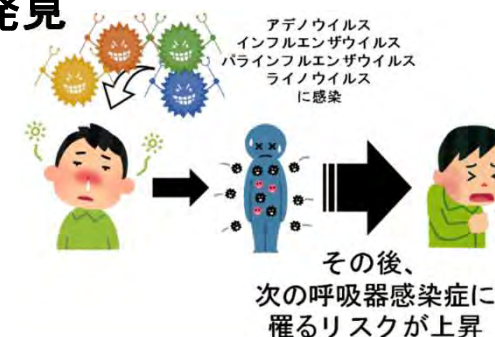 発見
アデノウイルス
インフルエンザウイルス
パラインフルエンザウイルス
ライノウイルス
に感染
その後、
次の呼吸器感染症に
罹るリスクが上昇